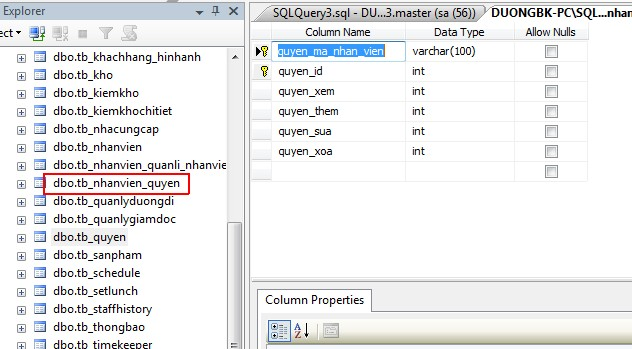 Explorer
SQLQuery3.sql - DU...3.master (sa (56))
DUONGBK-PC\SQL...nhan
Column Name Data Type Allow Nulls
quyen_ma_nhan_vien varchar(100)
quyen_id int
quyen_xem int
quyen_them int
quyen_sua int
quyen_xoa int
dbo.tb_khachhang_hinhanh
dbo.tb_kho
dbo.tb_kiemkho
dbo.tb_kiemkhochitiet
dbo.tb_nhacungcap
dbo.tb_nhanvien
dbo.tb_nhanvien_quanli_nhanvie
dbo.tb_nhanvien_quyen
dbo.tb_quanlyduongdi
dbo.tb_quanlygiamdoc
dbo.tb_quyen
dbo.tb_sanpham
dbo.tb_schedule
dbo.tb_setlunch
dbo.tb_staffhistory
dbo.tb_thongbao
dbo.tb_timekeeper
Column Properties